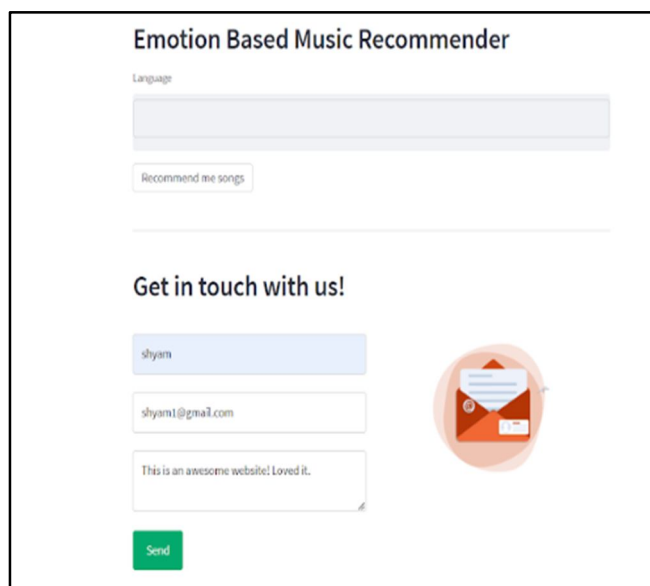 Emotion Based Music Recommender
Language
Recommend me songs
Get in touch with us!
shyam
shyam1@gmail.com
This is an awesome website! Loved it.
Send